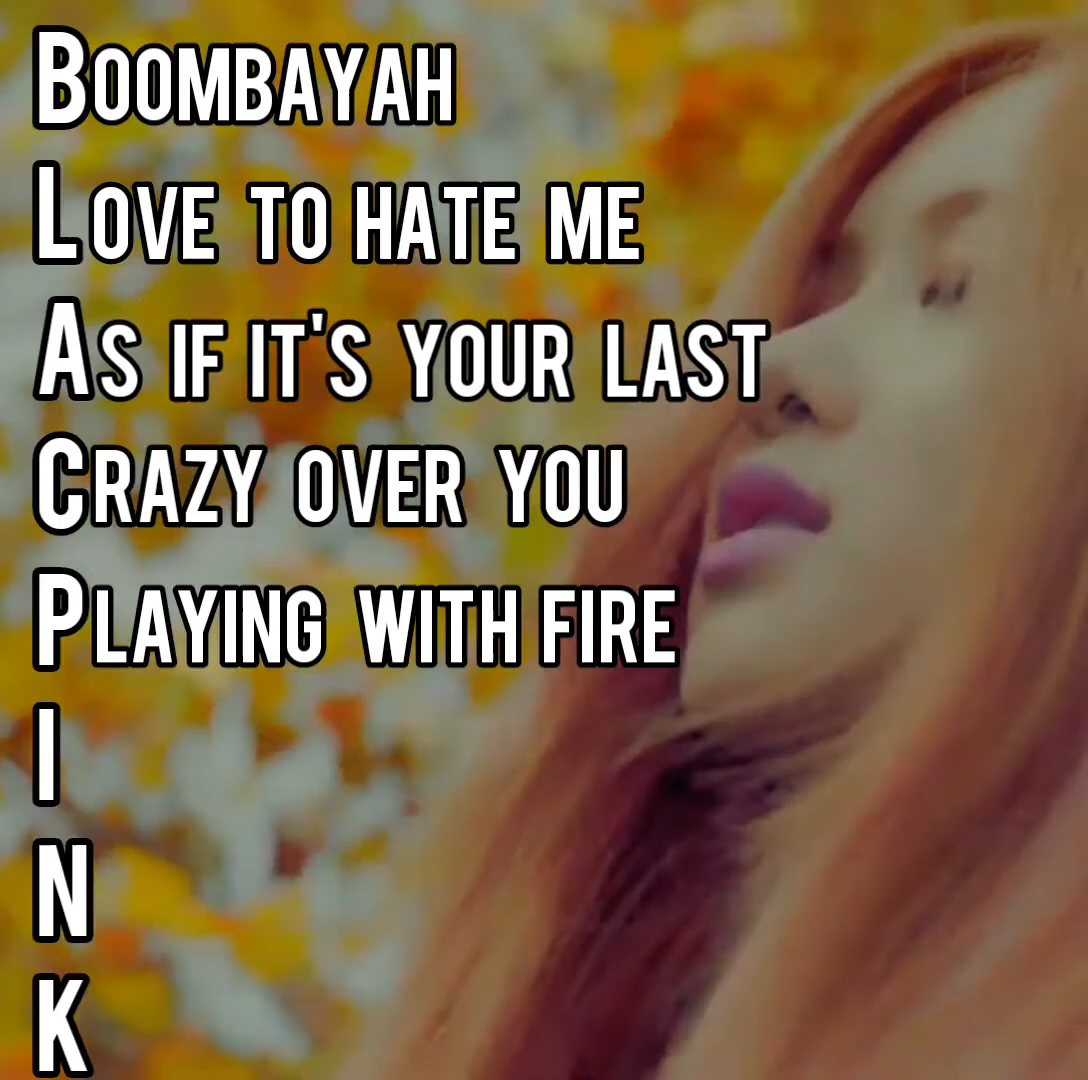 Boombayah
Love to hate me
As if it's your last
Crazy over you
Playing with fire
I
N
K